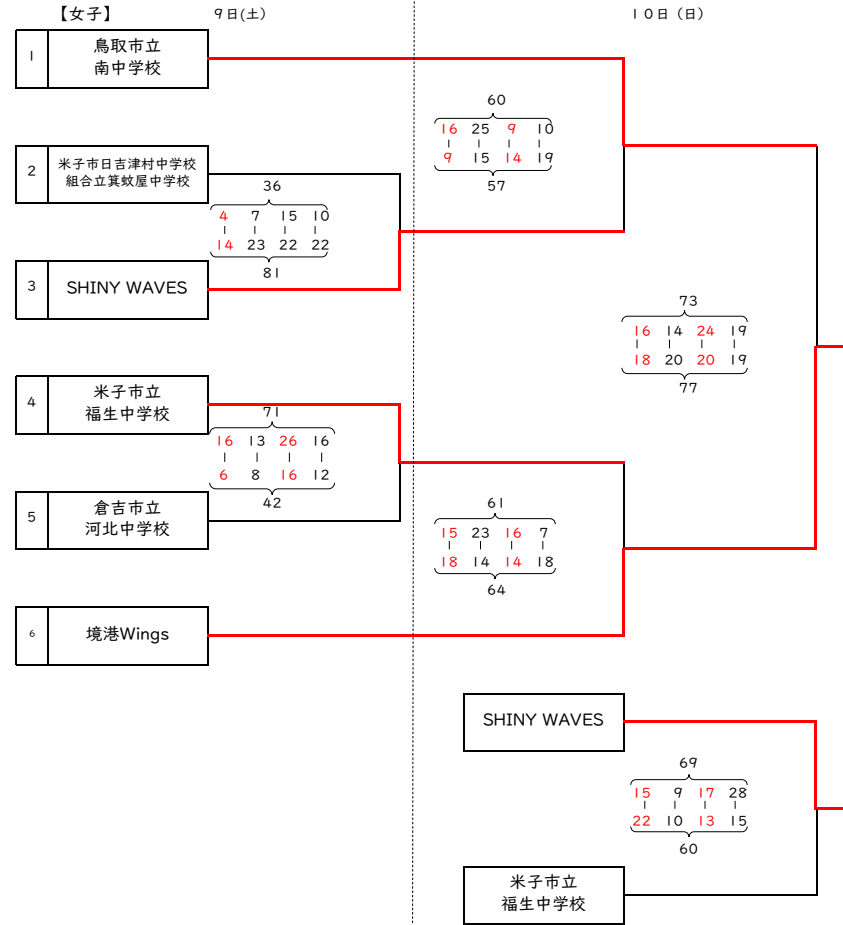 【女子】
9日(土)
10日（日）
1
鳥取市立
南中学校
60
16 25 9 10
9 15 14 19
57
2
米子市日吉津村中学校
組合立箕蚊屋中学校
36
4 7 15 10
14 23 22 22
81
3
SHINY WAVES
73
16 14 24 19
18 20 20 19
77
4
米子市立
福生中学校
71
16 13 26 16
6 8 16 12
42
5
倉吉市立
河北中学校
61
15 23 16 7
18 14 14 18
64
6
境港Wings
SHINY WAVES
69
15 9 17 28
22 10 13 15
60
米子市立
福生中学校